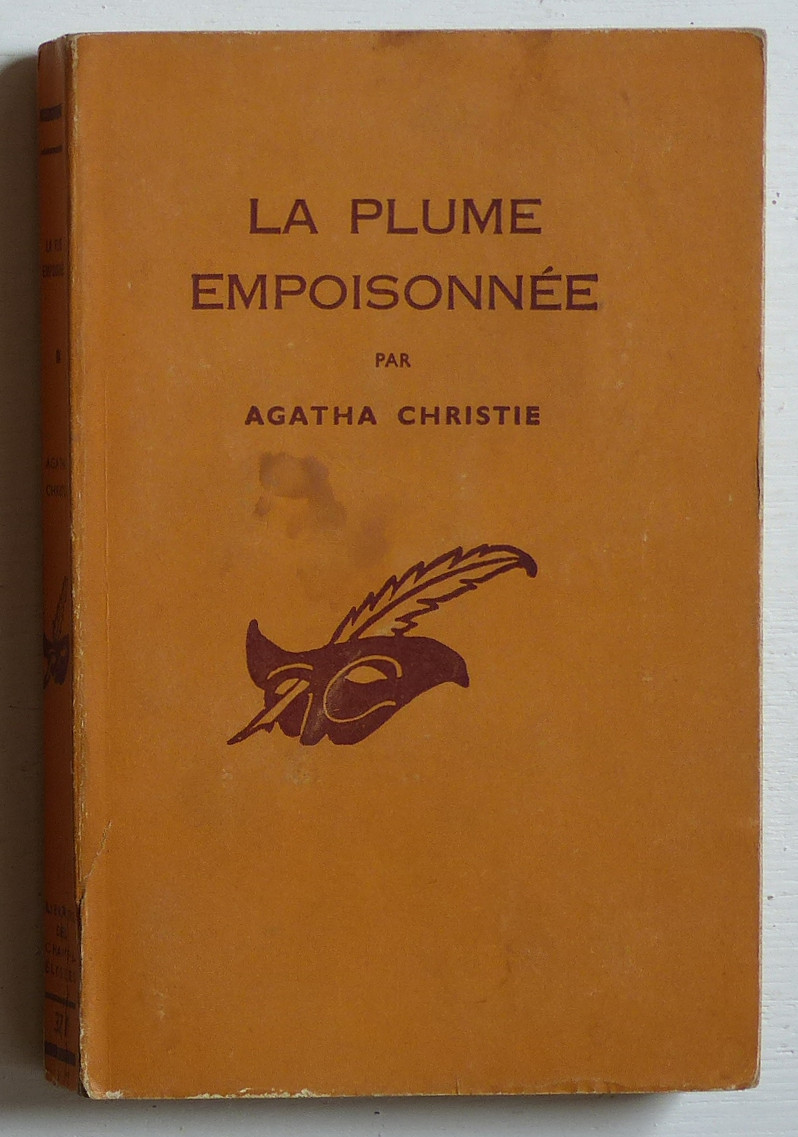 LA PLUME
EMPOISONNÉE
PAR
AGATHA CHRISTIE